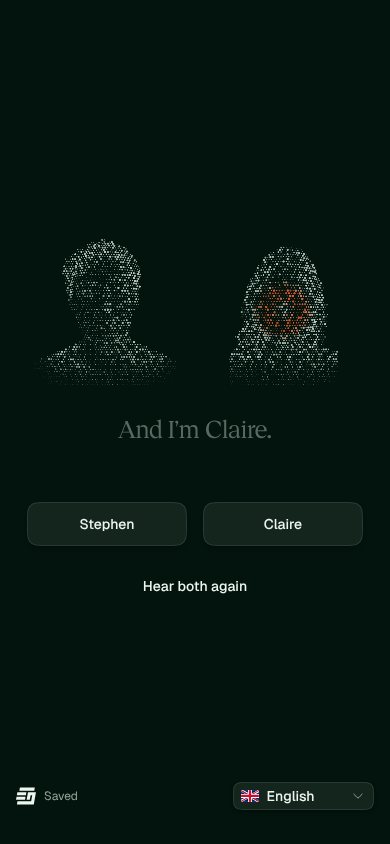 And I'm Claire.
Stephen
Claire
Hear both again
Saved
English